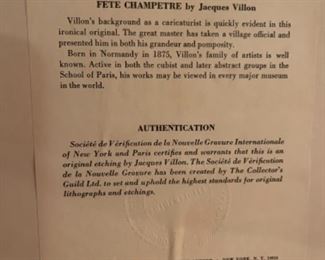 FETE CHAMPETRE by Jacques Villon
Villon's background as a caricaturist is quickly evident in this
ironical original. The great master has taken a village official and
presented him in both his grandeur and pomposity.
Born in Normandy in 1875, Villon's family of artists is well
known. Active in both the cubist and later abstract groups in the
School of Paris, his works may be viewed in every major museum
in the world.
AUTHENTICATION
Société de Vérification de la Nouvelle Gravure Internationale
of New York and Paris certifies and warrants that this is an
original etching by Jacques Villon. The Société de Vérification
de la Nouvelle Gravure has been created by The Collector's
Guild Ltd. to set and uphold the highest standards for original
lithographs and etchings.
NEW YORK, N. Y.